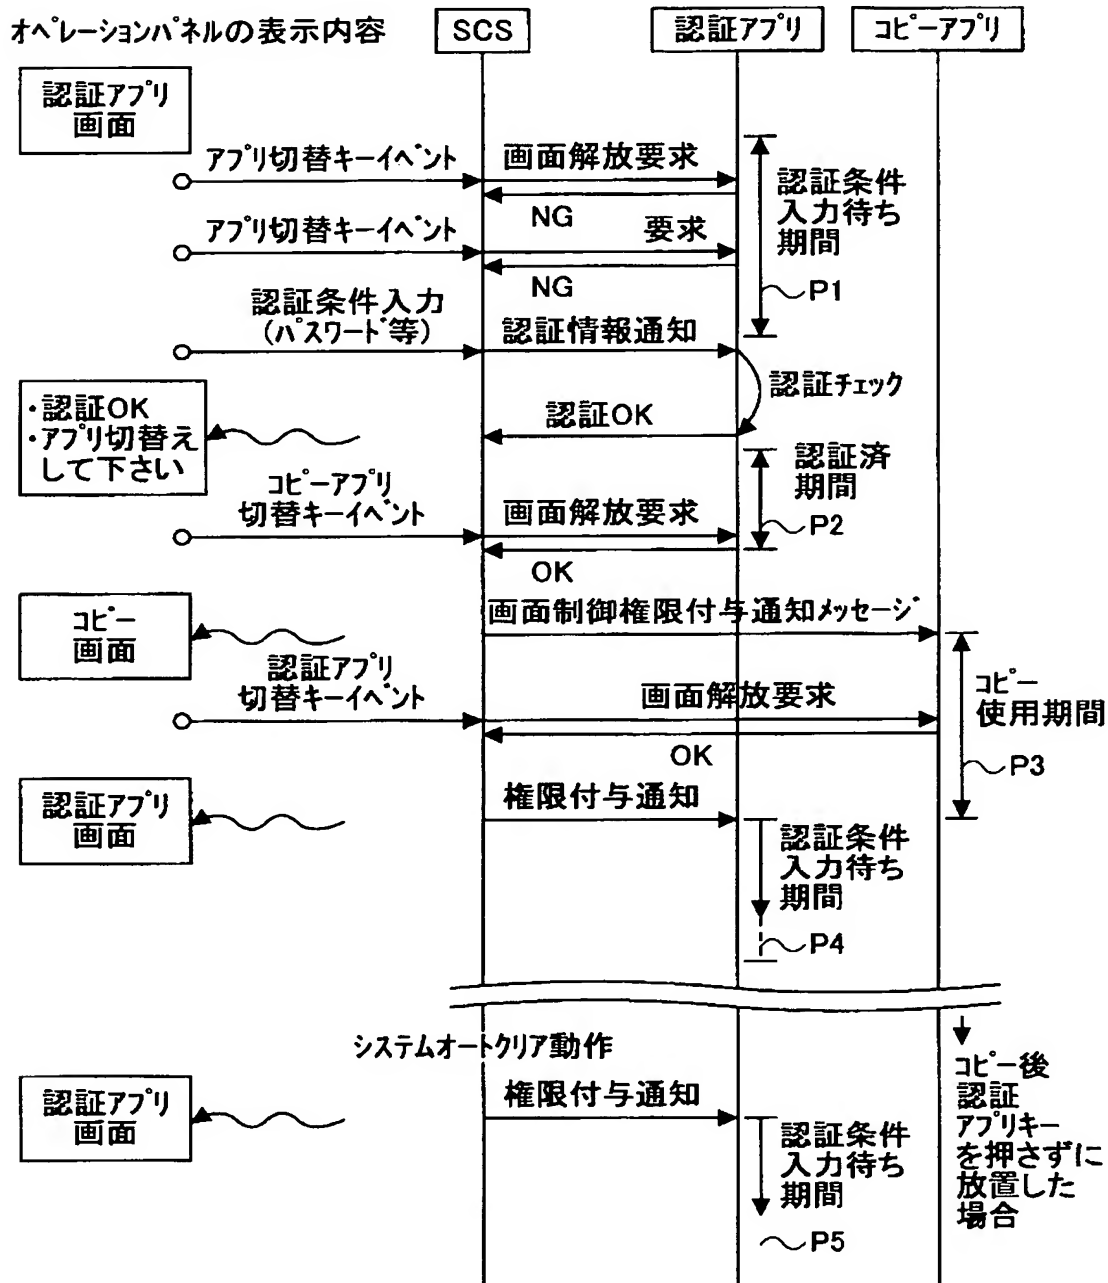 オペレーションパネルの表示内容
SCS
認証アプリ
コピーアプリ
認証アプリ
画面
アプリ切替キーイベント
画面解放要求
NG
認証条件
入力待ち
期間
P1
アプリ切替キーイベント
要求
NG
認証条件入力
(パスワード等)
認証情報通知
認証チェック
・認証OK
・アプリ切替え
して下さい
認証OK
認証済
期間
P2
コピーアプリ
切替キーイベント
画面解放要求
OK
コピー
画面
画面制御権限付与通知メッセージ
認証アプリ
切替キーイベント
画面解放要求
OK
コピー
使用期間
P3
認証アプリ
画面
権限付与通知
認証条件
入力待ち
期間
P4
システムオートクリア動作
認証アプリ
画面
権限付与通知
認証条件
入力待ち
期間
P5
コピー後
認証
アプリキー
を押さずに
放置した
場合